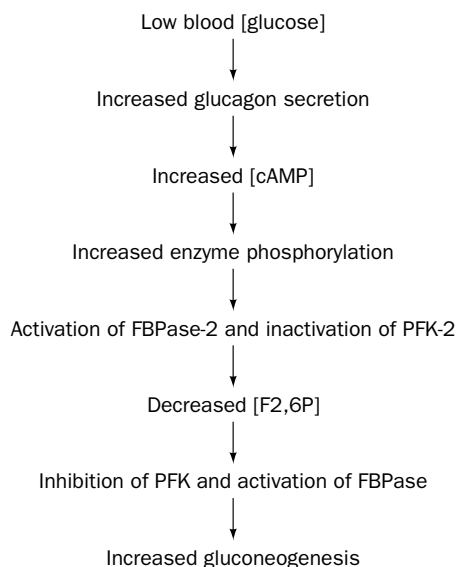 Low blood [glucose]
Increased glucagon secretion
Increased [cAMP]
Increased enzyme phosphorylation
Activation of FBPase-2 and inactivation of PFK-2
Decreased [F2,6P]
Inhibition of PFK and activation of FBPase
Increased gluconeogenesis